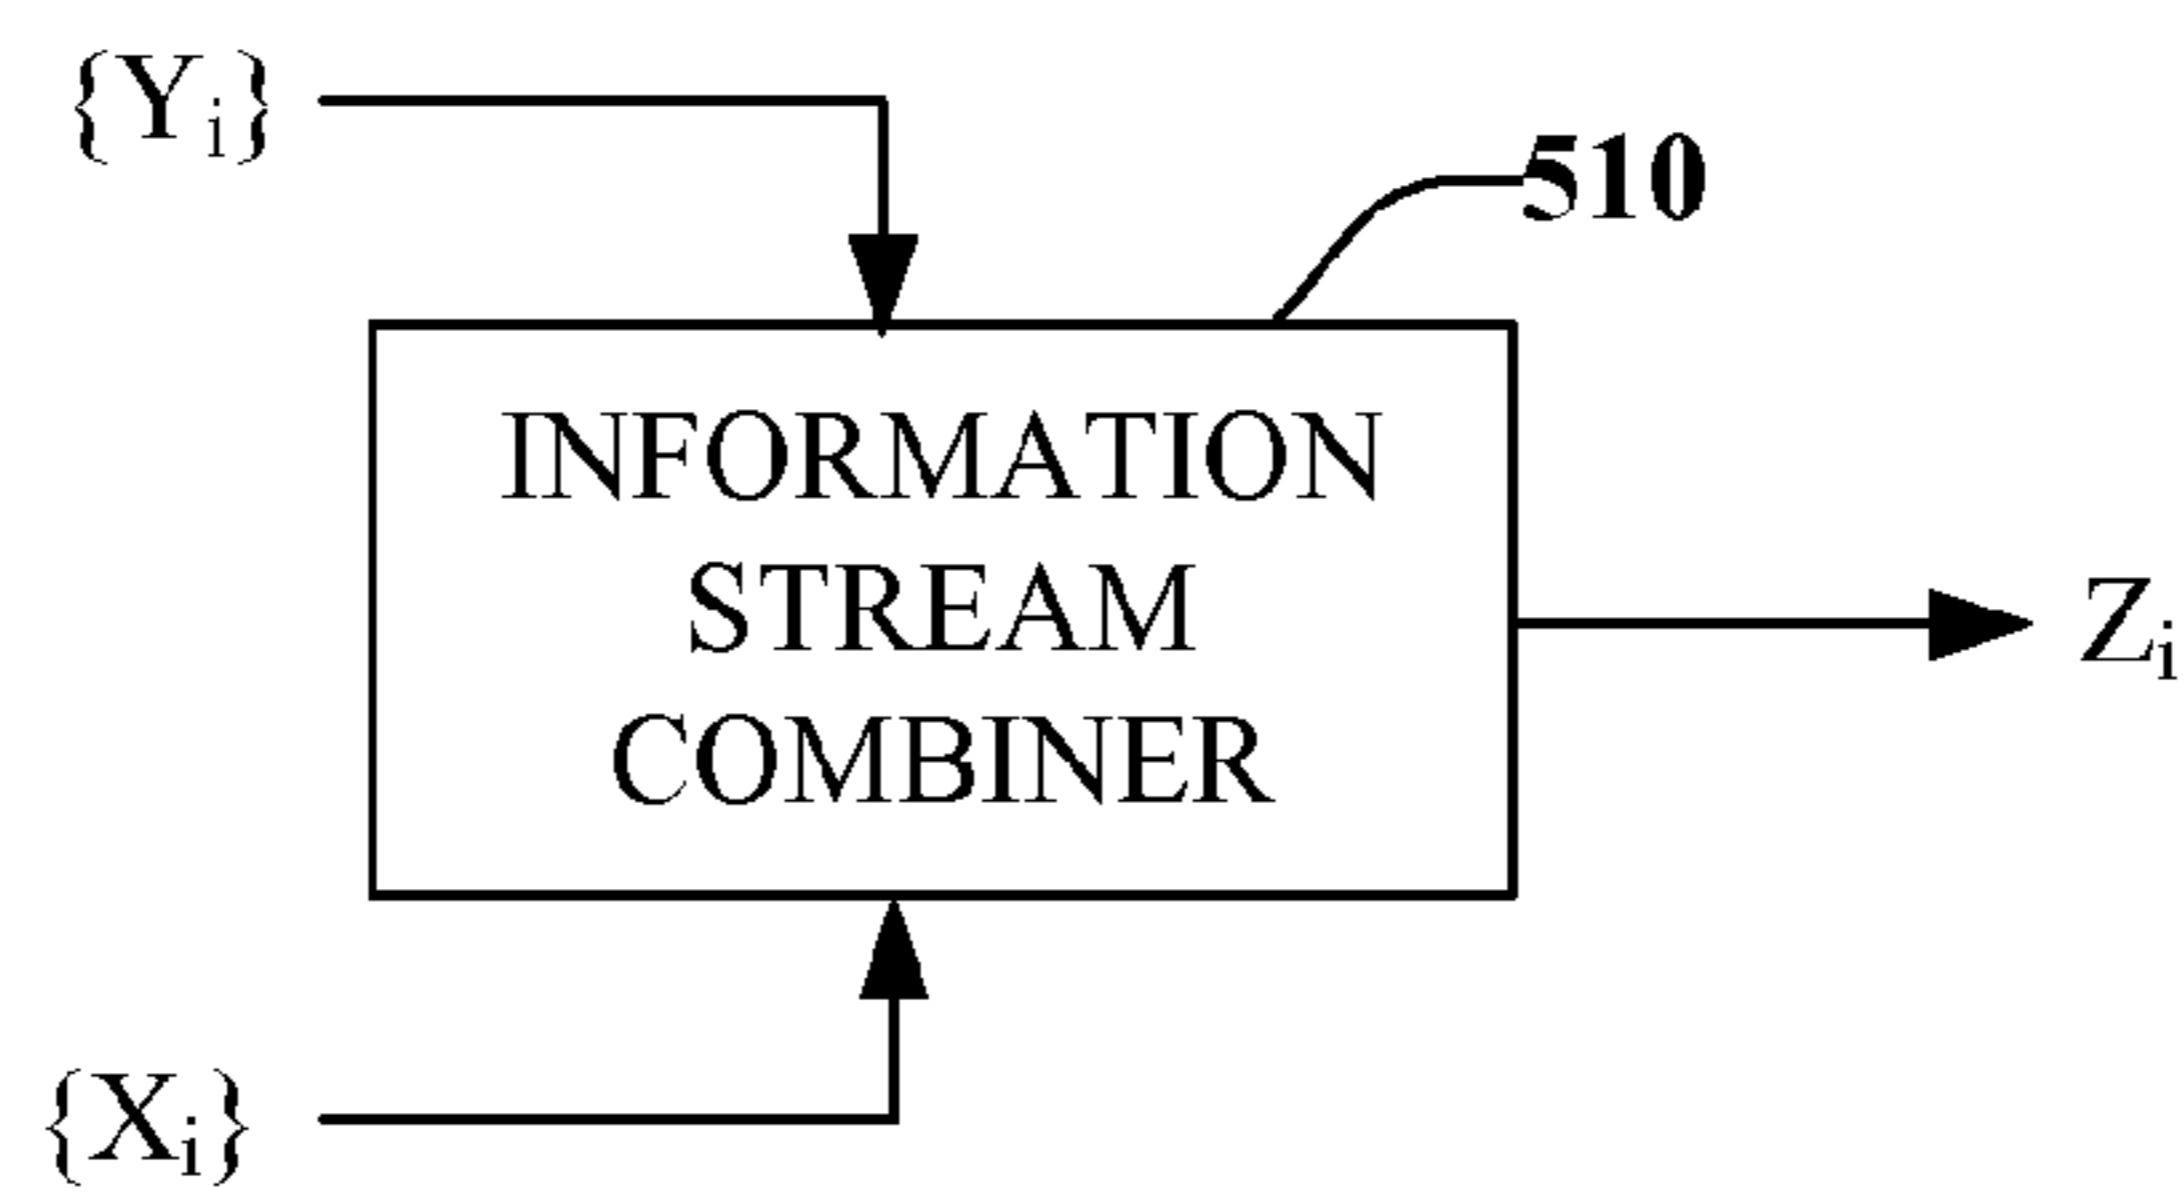 {Yᵢ}
510
INFORMATION
STREAM
COMBINER
Zᵢ
{Xᵢ}